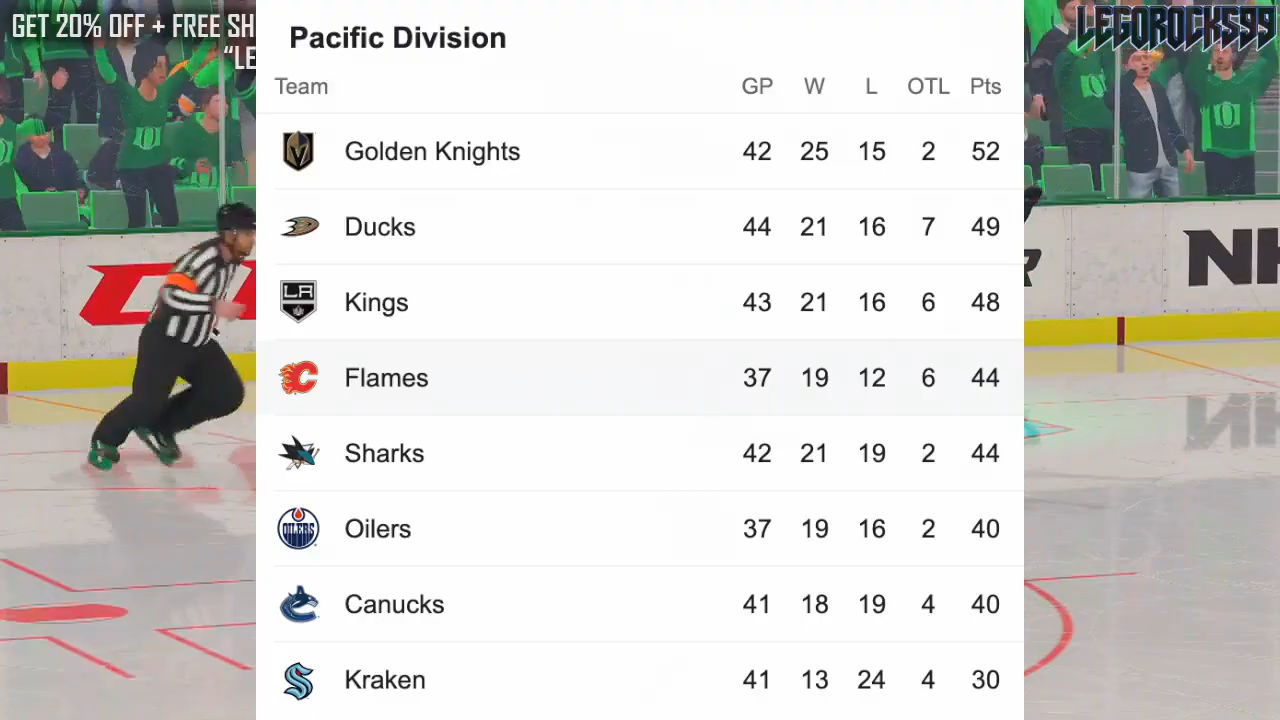 GET 20% OFF + FREE SH
“LE
LEGOROCKS99
Pacific Division
Team GP W L OTL Pts
Golden Knights 42 25 15 2 52
Ducks 44 21 16 7 49
LA
Kings 43 21 16 6 48
Flames 37 19 12 6 44
Sharks 42 21 19 2 44
OILERS
Oilers 37 19 16 2 40
Canucks 41 18 19 4 40
Kraken 41 13 24 4 30